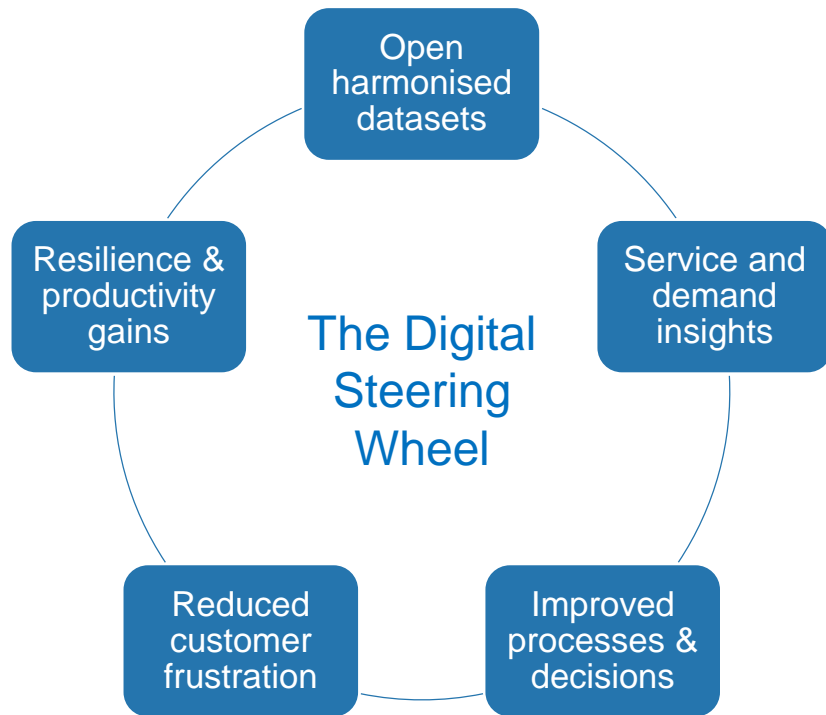 Open
harmonised
datasets
Service and
demand
insights
Improved
processes &
decisions
Reduced
customer
frustration
Resilience &
productivity
gains
The Digital
Steering
Wheel